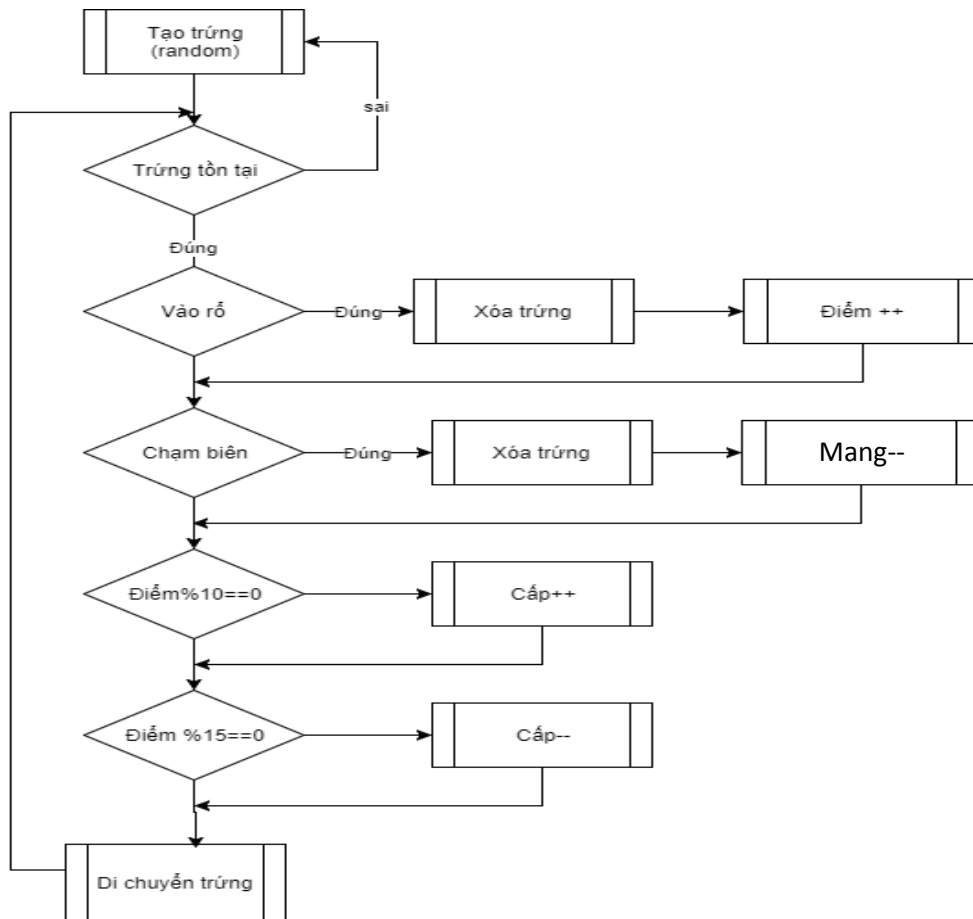 Tạo trứng
(random)
sai
Trứng tồn tại
Đúng
Vào rổ
Đúng
Xóa trứng
Điểm ++
Chạm biên
Đúng
Xóa trứng
Mang--
Điểm%10==0
Cấp++
Điểm %15==0
Cấp--
Di chuyển trứng